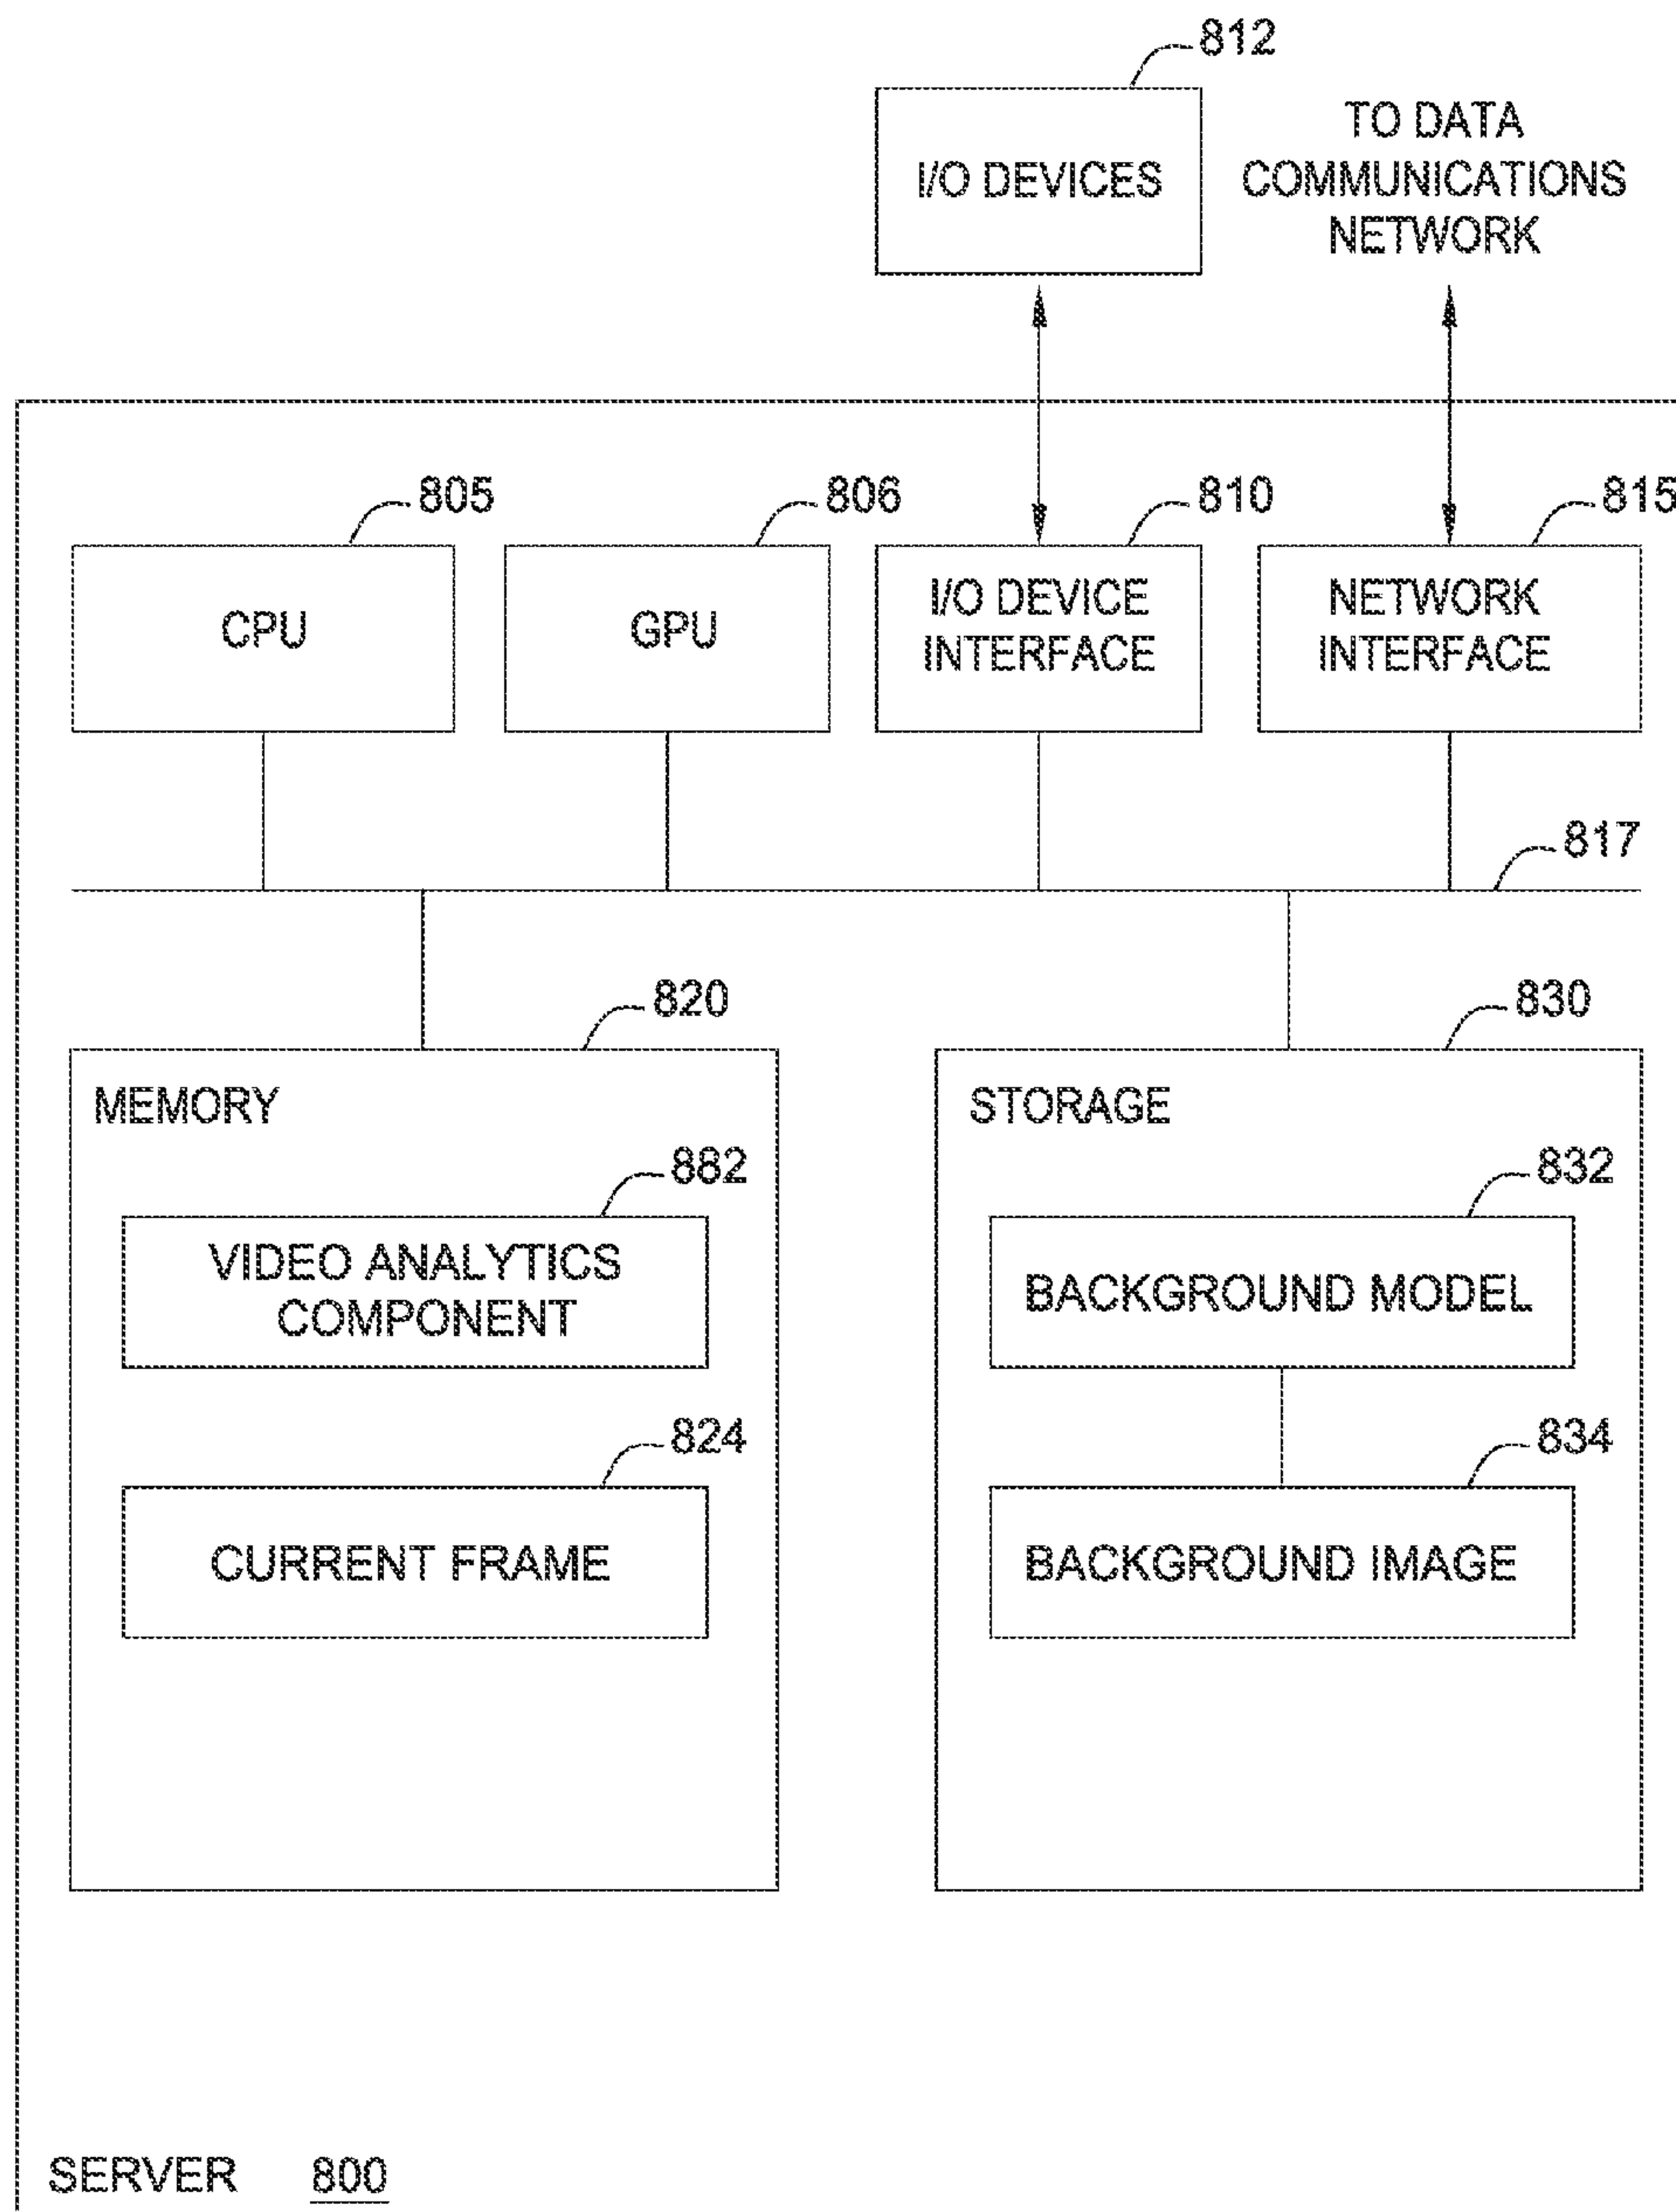 812
I/O DEVICES
TO DATA
COMMUNICATIONS
NETWORK
805
806
810
815
CPU
GPU
I/O DEVICE
INTERFACE
NETWORK
INTERFACE
817
820
830
MEMORY
STORAGE
882
832
VIDEO ANALYTICS
COMPONENT
BACKGROUND MODEL
824
834
CURRENT FRAME
BACKGROUND IMAGE
SERVER 800